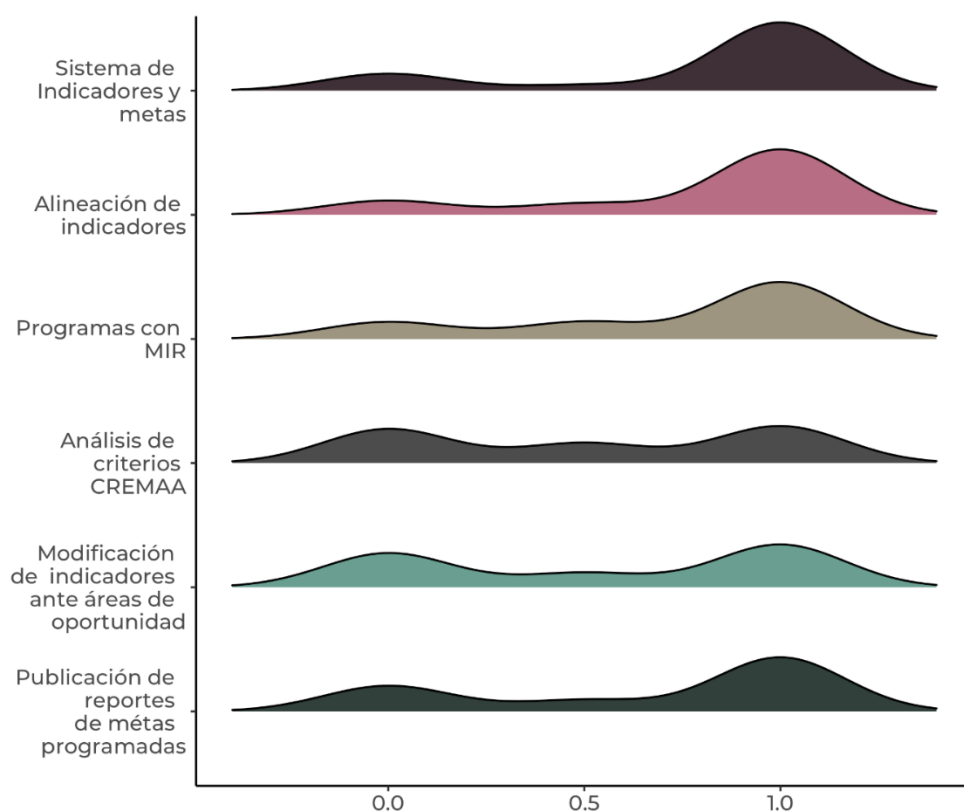 Sistema de
Indicadores y
metas
Alineación de
indicadores
Programas con
MIR
Análisis de
criterios
CREMAA
Modificación
de indicadores
ante áreas de
oportunidad
Publicación de
reportes
de métas
programadas
0.0 0.5 1.0